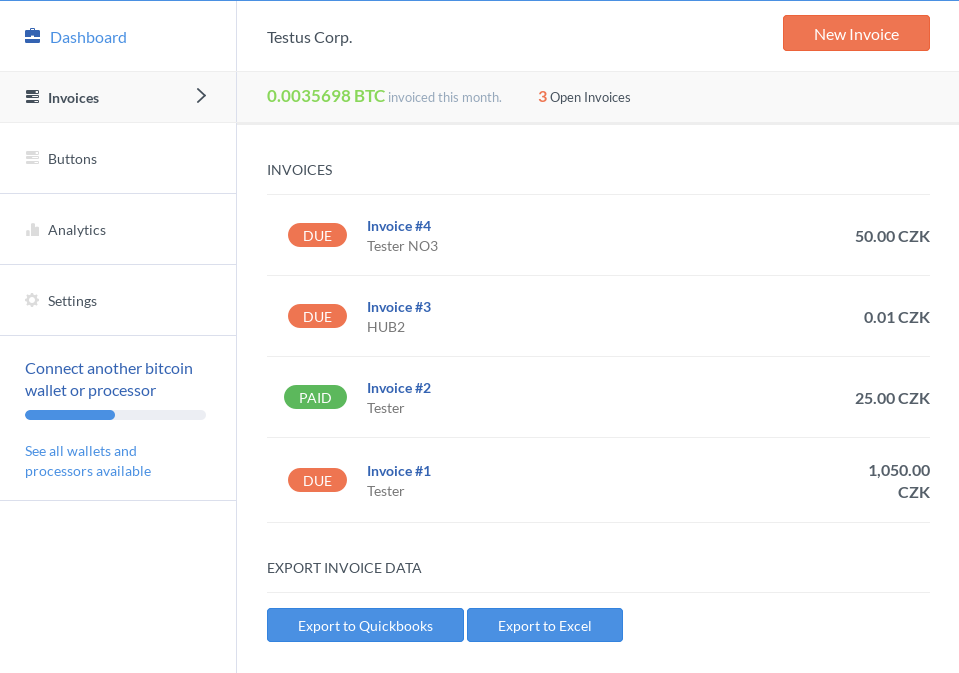 Dashboard
Testus Corp.
New Invoice
Invoices
0.0035698 BTC invoiced this month.
3 Open Invoices
Buttons
Analytics
Settings
Connect another bitcoin
wallet or processor
See all wallets and
processors available
INVOICES
DUE
Invoice #4
Tester NO3
50.00 CZK
DUE
Invoice #3
HUB2
0.01 CZK
PAID
Invoice #2
Tester
25.00 CZK
DUE
Invoice #1
Tester
1,050.00
CZK
EXPORT INVOICE DATA
Export to Quickbooks
Export to Excel